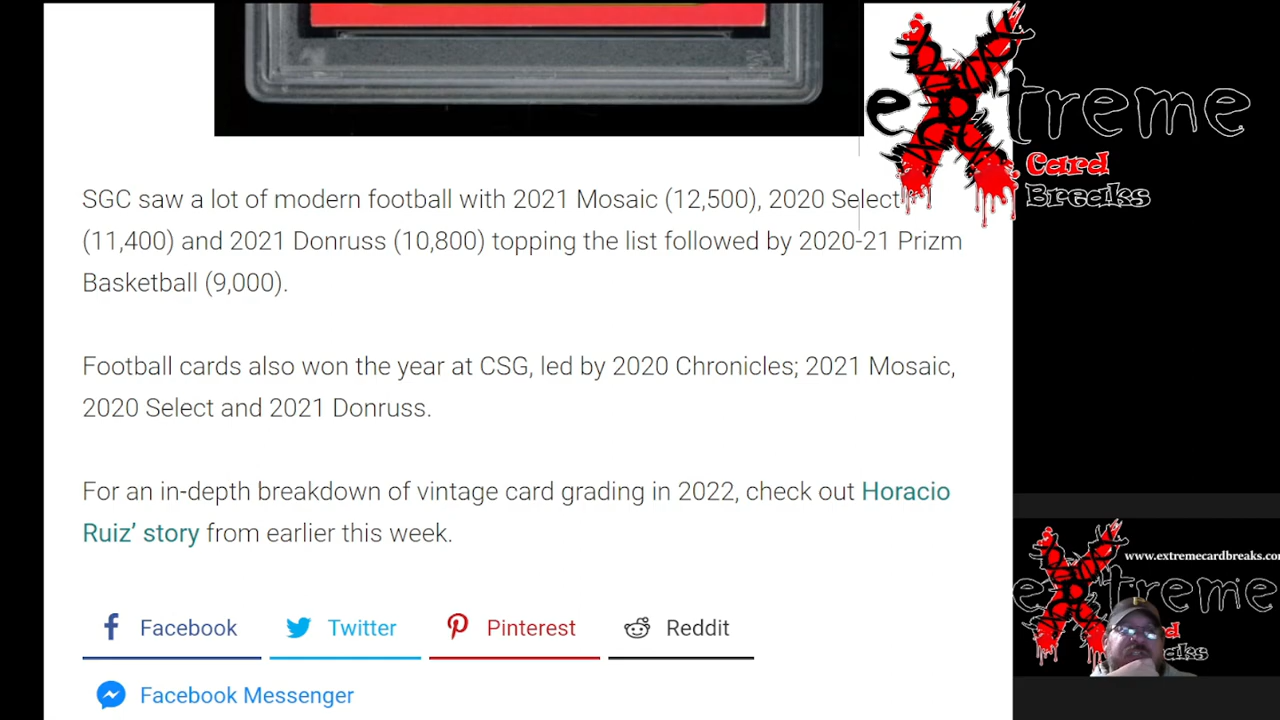 eXtreme
Card
Breaks
SGC saw a lot of modern football with 2021 Mosaic (12,500), 2020 Select
(11,400) and 2021 Donruss (10,800) topping the list followed by 2020-21 Prizm
Basketball (9,000).
Football cards also won the year at CSG, led by 2020 Chronicles; 2021 Mosaic,
2020 Select and 2021 Donruss.
For an in-depth breakdown of vintage card grading in 2022, check out Horacio
Ruiz’ story from earlier this week.
Facebook
Twitter
Pinterest
Reddit
Facebook Messenger
www.extremecardbreaks.co
eXtreme